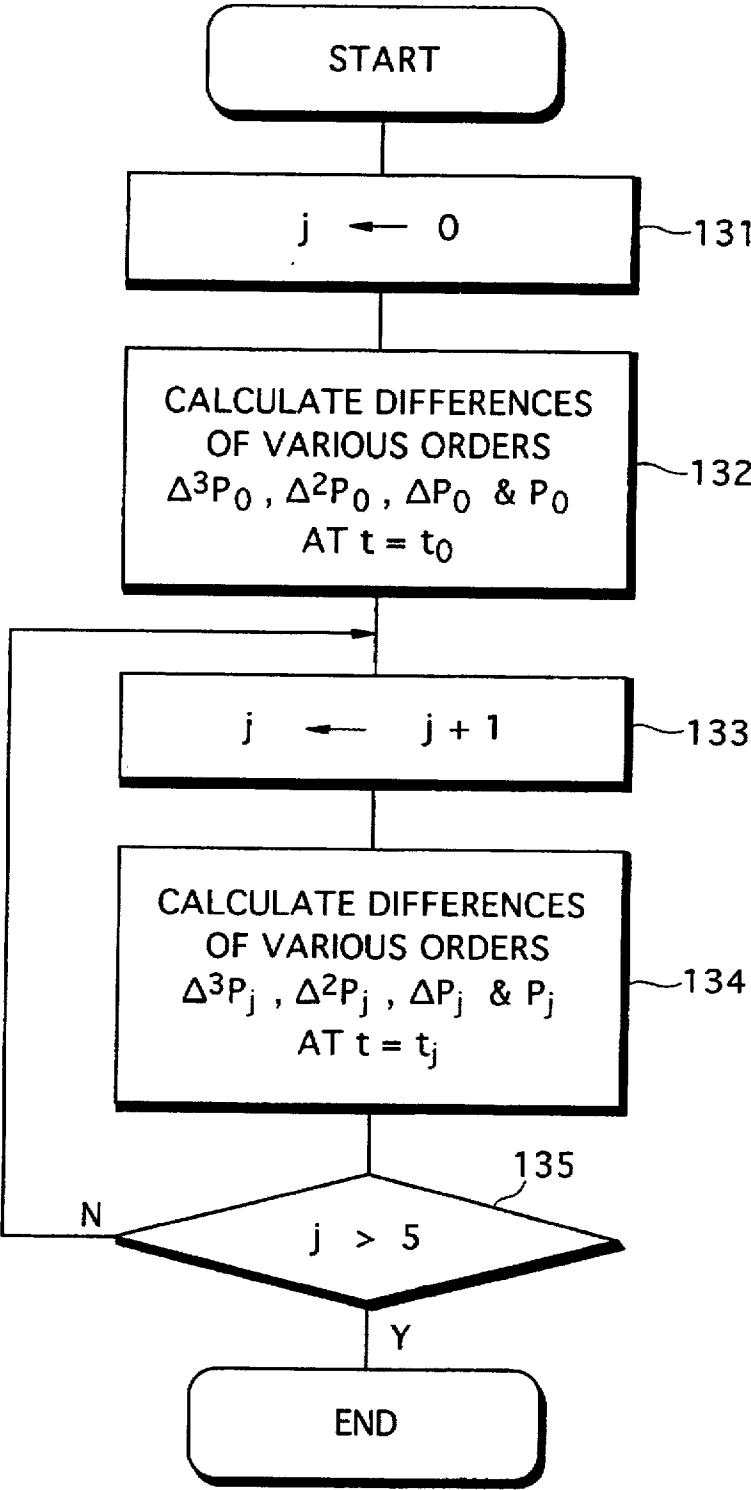 START
j ← 0
131
CALCULATE DIFFERENCES
OF VARIOUS ORDERS
Δ³P₀ , Δ²P₀ , ΔP₀ & P₀
AT t = t₀
132
j ← j + 1
133
CALCULATE DIFFERENCES
OF VARIOUS ORDERS
Δ³Pⱼ , Δ²Pⱼ , ΔPⱼ & Pⱼ
AT t = tⱼ
134
135
N
j > 5
Y
END